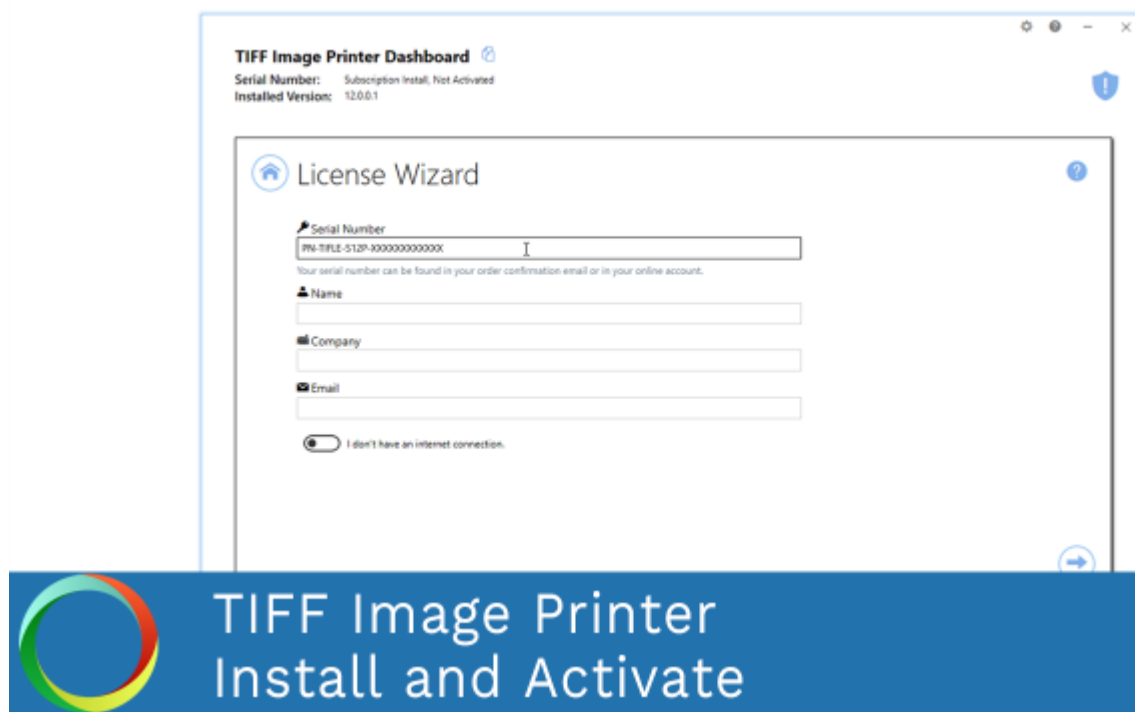 TIFF Image Printer Dashboard
Serial Number: Subscription Install, Not Activated
Installed Version: 12.0.0.1
License Wizard
Serial Number
PN-TIFLE-S12P-XXXXXXXXXXXX
Your serial number can be found in your order confirmation email or in your online account.
Name
Company
Email
I don't have an internet connection.
TIFF Image Printer
Install and Activate